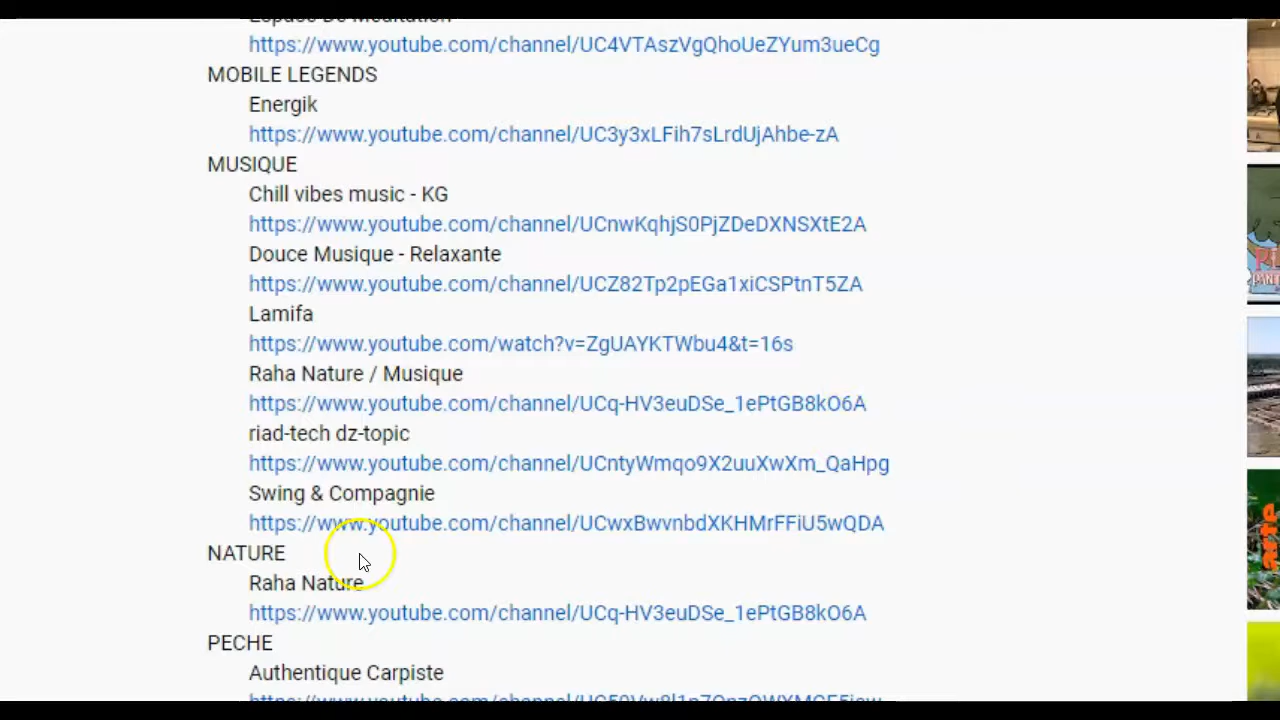 Espace De Méditation
https://www.youtube.com/channel/UC4VTAszVgQhoUeZYum3ueCg
MOBILE LEGENDS
Energik
https://www.youtube.com/channel/UC3y3xLFih7sLrdUjAhbe-zA
MUSIQUE
Chill vibes music - KG
https://www.youtube.com/channel/UCnwKqhjS0PjZDeDXNSXtE2A
Douce Musique - Relaxante
https://www.youtube.com/channel/UCZ82Tp2pEGa1xiCSPtnT5ZA
Lamifa
https://www.youtube.com/watch?v=ZgUAYKTWbu4&t=16s
Raha Nature / Musique
https://www.youtube.com/channel/UCq-HV3euDSe_1ePtGB8kO6A
riad-tech dz-topic
https://www.youtube.com/channel/UCntyWmqo9X2uuXwXm_QaHpg
Swing & Compagnie
https://www.youtube.com/channel/UCwxBwvnbdXKHMrFFiU5wQDA
NATURE
Raha Nature
https://www.youtube.com/channel/UCq-HV3euDSe_1ePtGB8kO6A
PECHE
Authentique Carpiste
arte